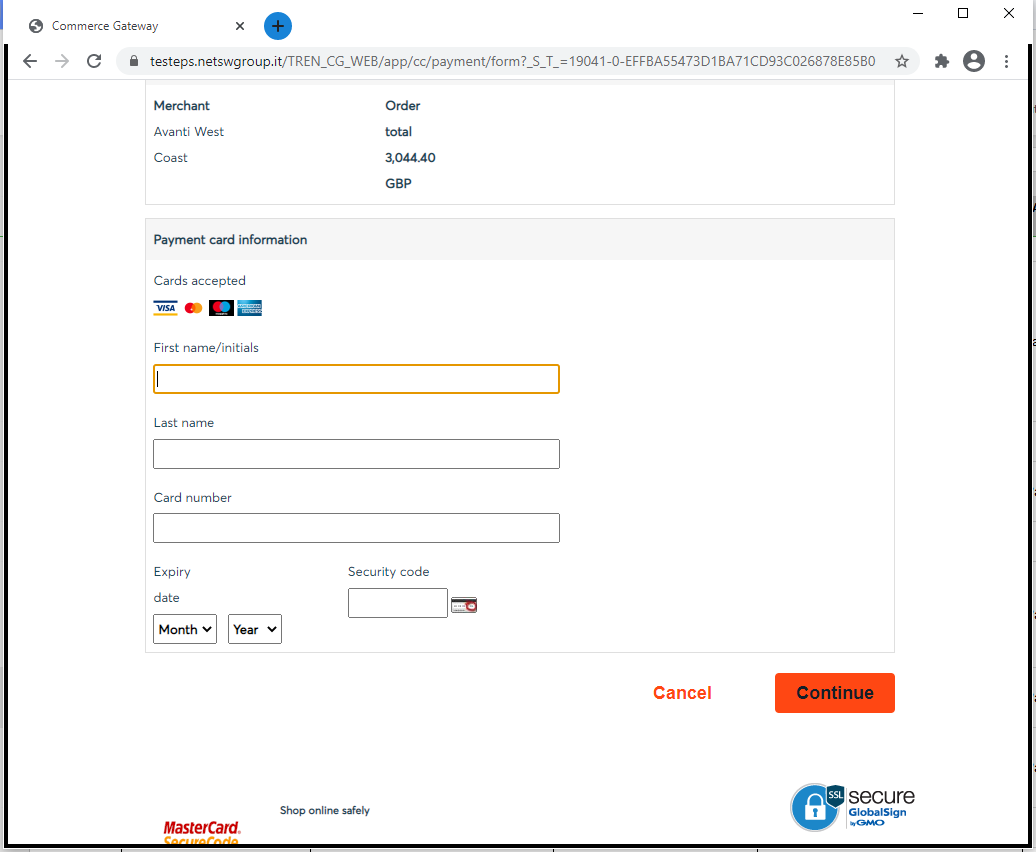 Commerce Gateway
testeps.netswgroup.it/TREN_CG_WEB/app/cc/payment/form?_S_T_=19041-0-EFFBA55473D1BA71CD93C026878E85B0
Merchant
Order
Avanti West
total
Coast
3,044.40
GBP
Payment card information
Cards accepted
VISA
First name/initials
Last name
Card number
Expiry
Security code
date
Month
Year
Cancel
Continue
Shop online safely
MasterCard.
SecureCode
SSL
secure
GlobalSign
by GMO